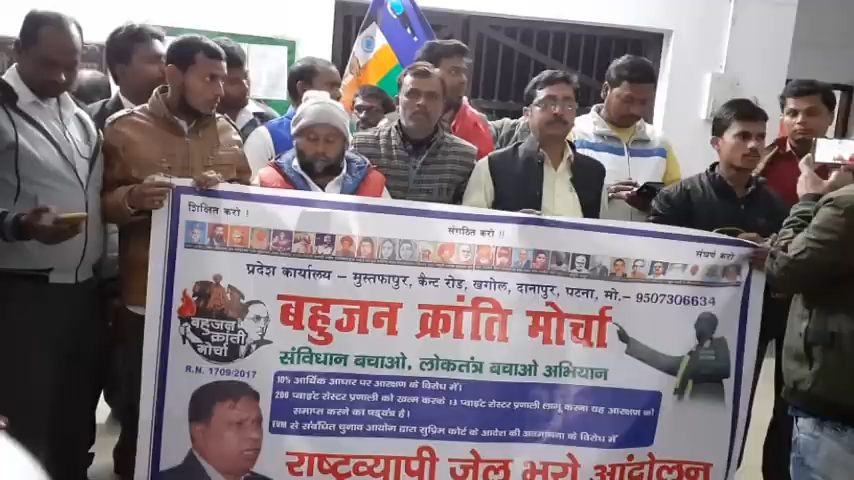 शिक्षित करो ! संगठित करो !! संघर्ष करो !
प्रदेश कार्यालय – मुस्तफापुर, कैन्ट रोड, खगोल, दानापुर, पटना, मो.– 9507306634
बहुजन क्रांति मोर्चा
बहुजन
क्रांती
मोर्चा
संविधान बचाओ, लोकतंत्र बचाओ अभियान
R.N. 1709/2017
10% आर्थिक आधार पर आरक्षण के विरोध में।
200 प्वाइंट रोस्टर प्रणाली को खत्म करके 13 प्वाइंट रोस्टर प्रणाली लागू करना यह आरक्षण को
समाप्त करने का षडयंत्र है।
EVM से संबंधित चुनाव आयोग द्वारा सुप्रिम कोर्ट के आदेश की अवमानना के विरोध में
राष्ट्रव्यापी जेल भरो आंदोलन